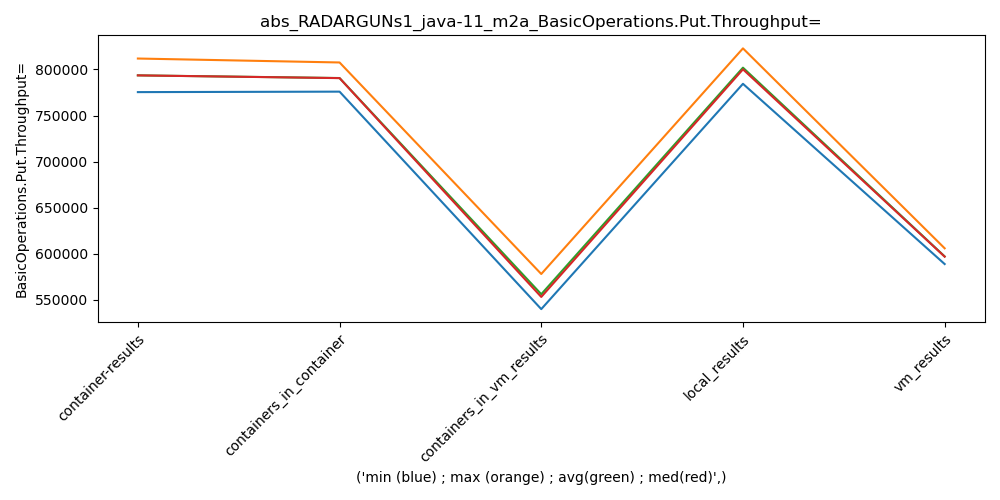 abs_RADARGUNs1_java-11_m2a_BasicOperations.Put.Throughput=
BasicOperations.Put.Throughput=
800000
750000
700000
650000
600000
550000
container-results
containers_in_container
containers_in_vm_results
local_results
vm_results
('min (blue) ; max (orange) ; avg(green) ; med(red)',)